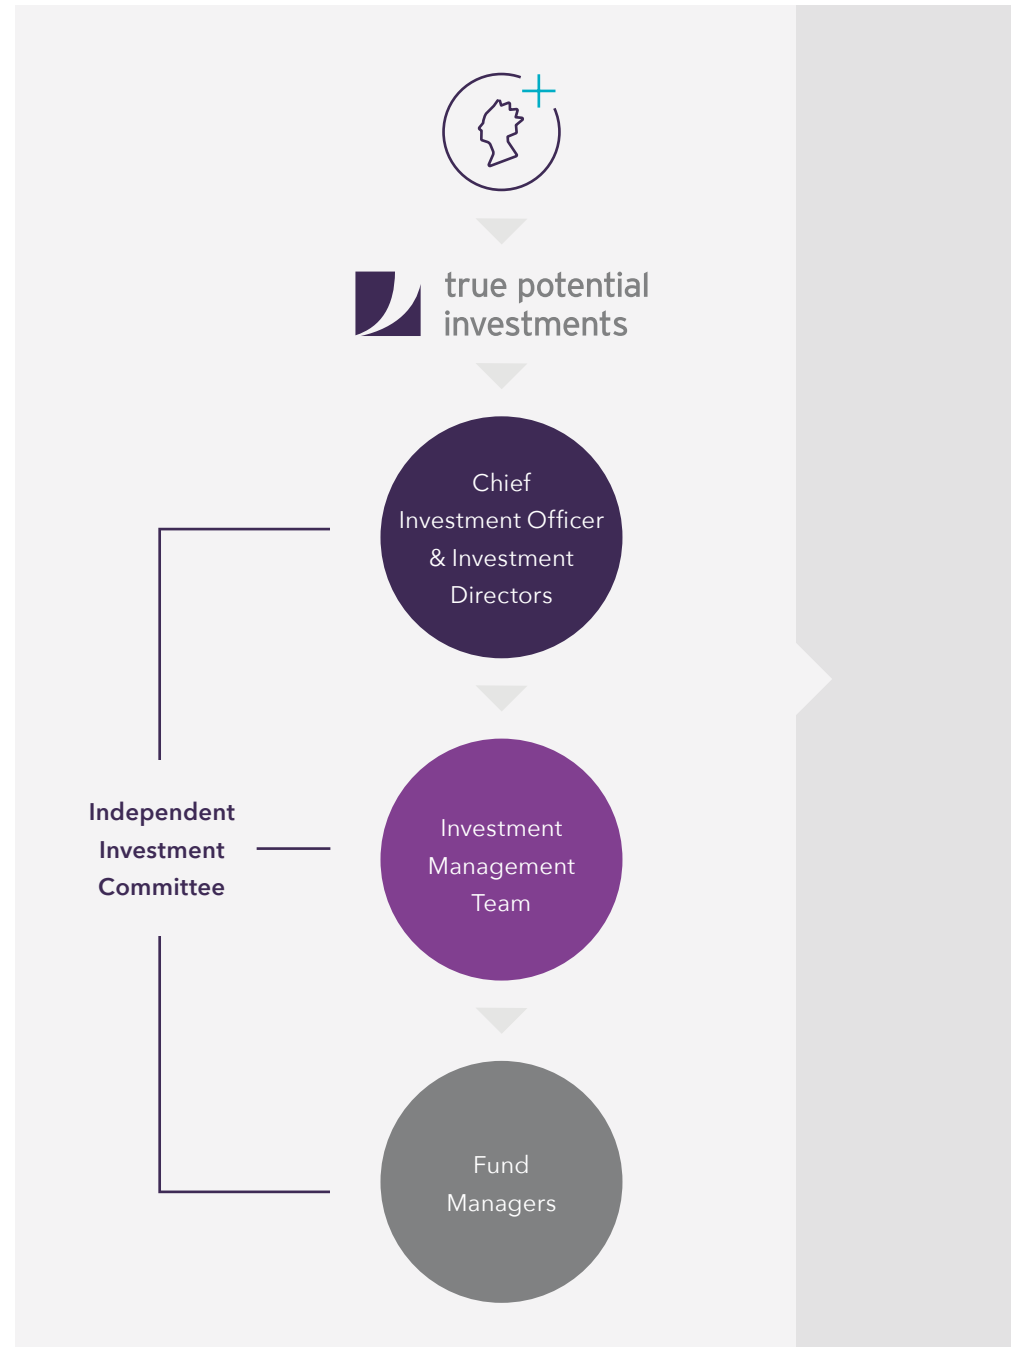 true potential
investments
Chief
Investment Officer
& Investment
Directors
Independent
Investment
Committee
Investment
Management
Team
Fund
Managers